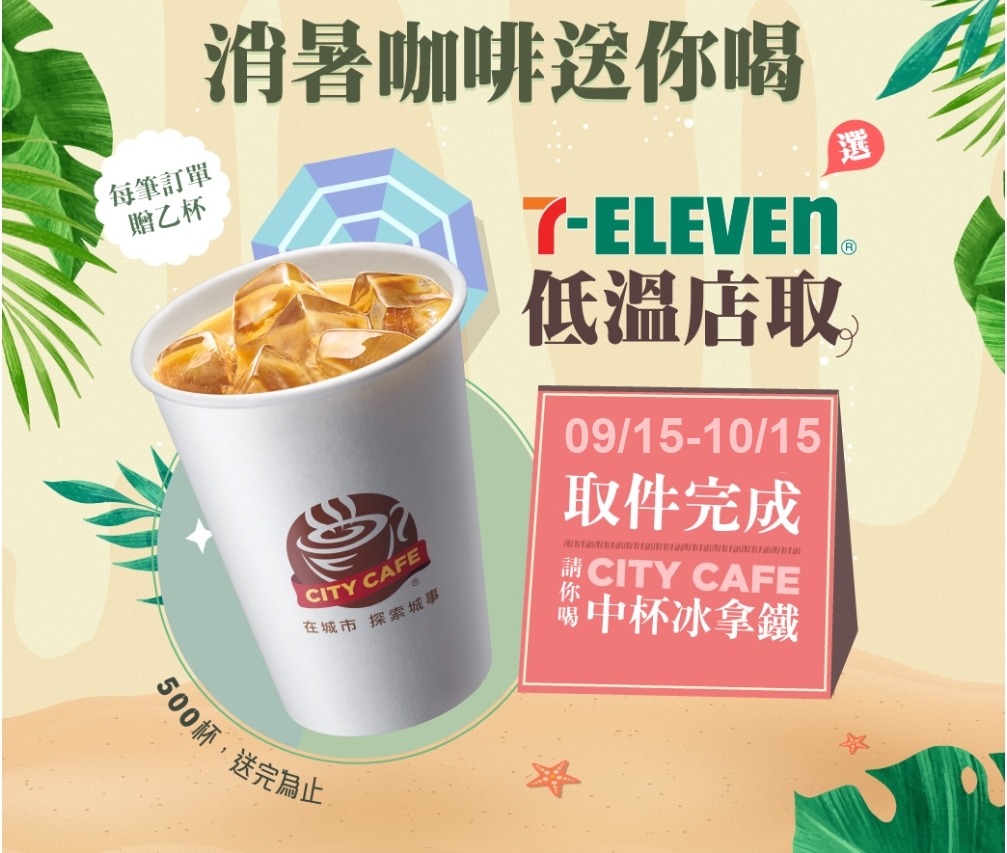 消暑咖啡送你喝
每筆訂單
贈乙杯
選
7-ELEVEn®
低溫店取
09/15-10/15
取件完成
請你喝
CITY CAFE
中杯冰拿鐵
CITY CAFE®
在城市 探索城事
500杯，送完為止